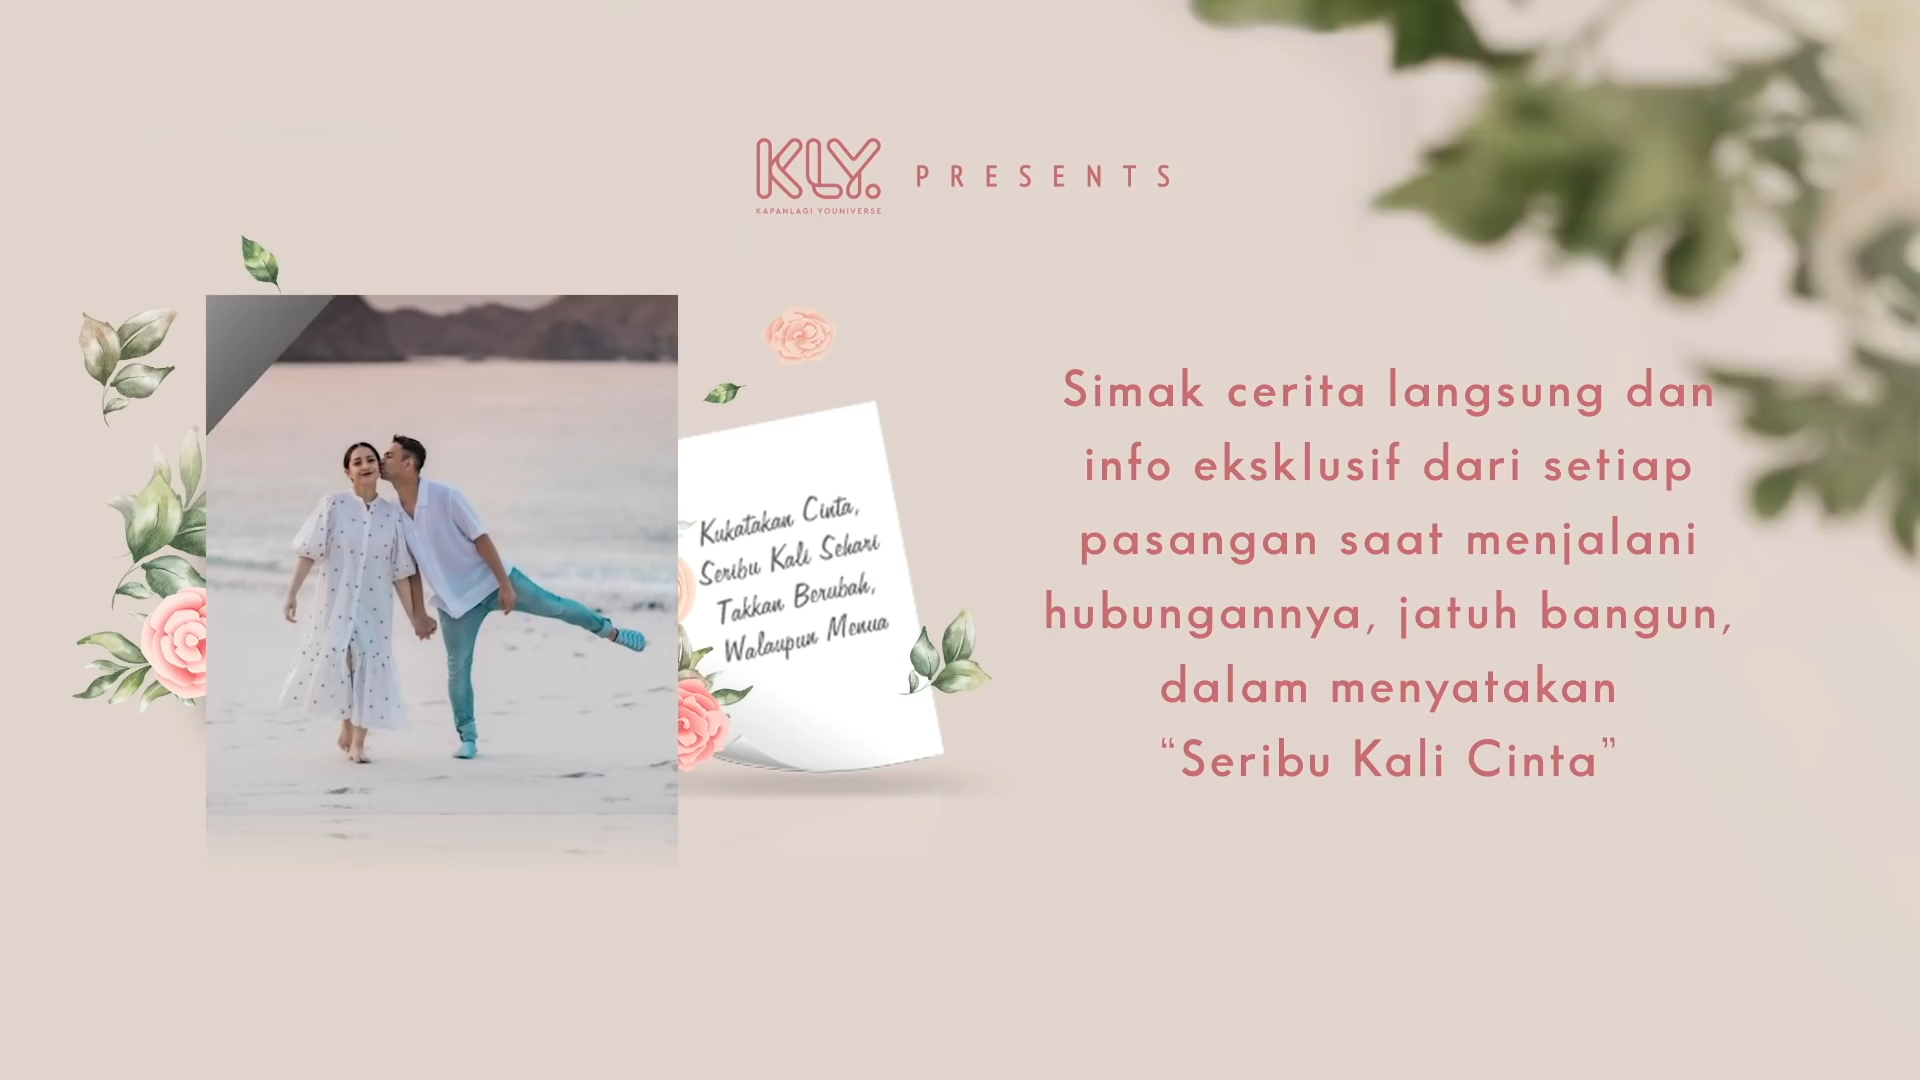 KLY.
KAPANLAGI YOUNIVERSE
PRESENTS
Kukatakan Cinta,
Seribu Kali Sehari
Takkan Berubah,
Walaupun Menua
Simak cerita langsung dan
info eksklusif dari setiap
pasangan saat menjalani
hubungannya, jatuh bangun,
dalam menyatakan
“Seribu Kali Cinta”